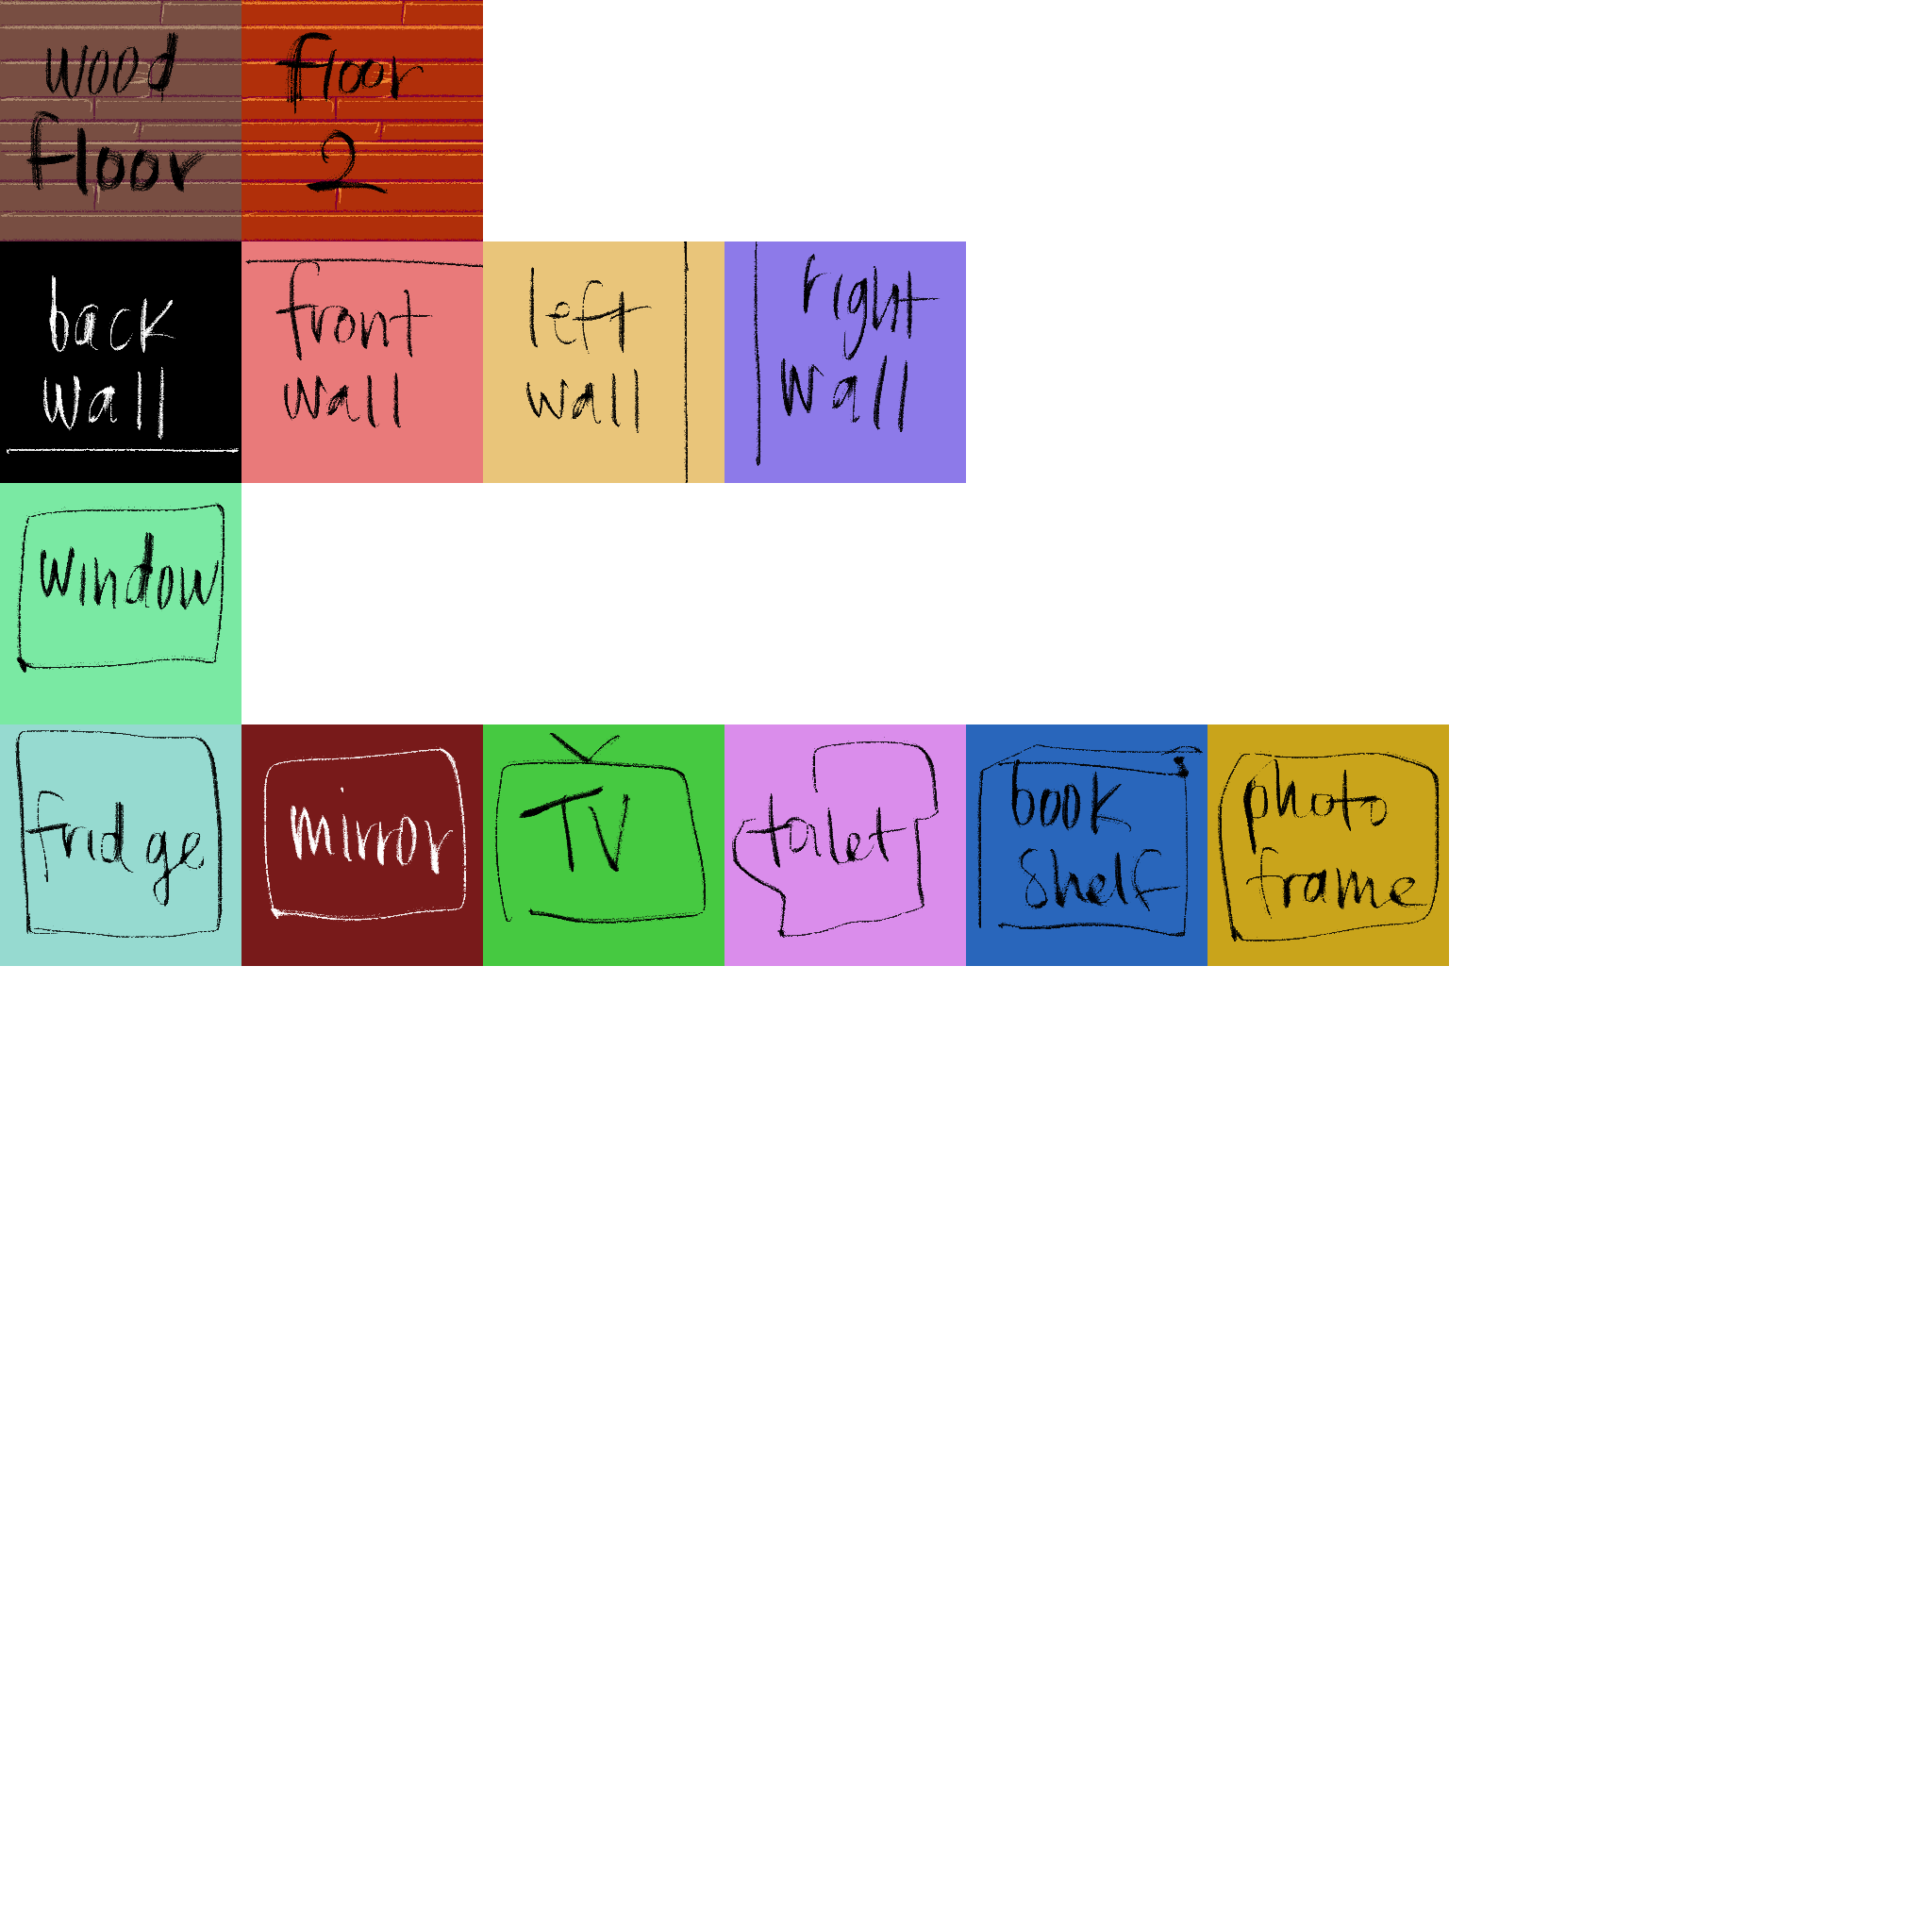 wood
floor
floor
2
back
wall
front
wall
left
wall
right
wall
window
fridge
mirror
TV
toilet
book
shelf
photo
frame